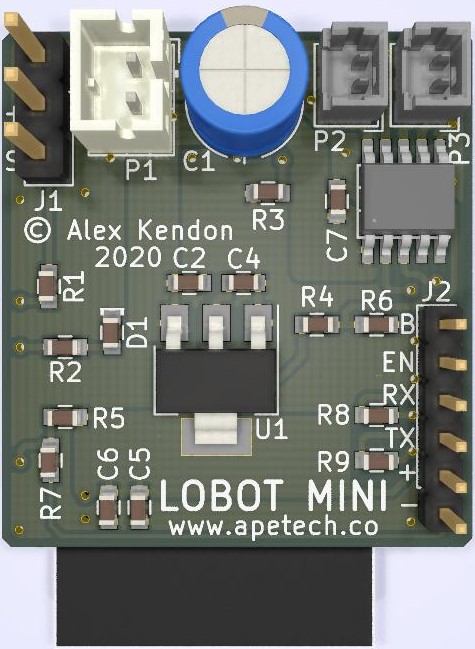 P1
C1
P2
P3
J1
R3
C7
© Alex Kendon
2020
C2
C4
J2
R1
D1
R4
R6
B
EN
R2
RX
R5
U1
R8
TX
C6
C5
R9
+
R7
LOBOT MINI
-
www.apetech.co